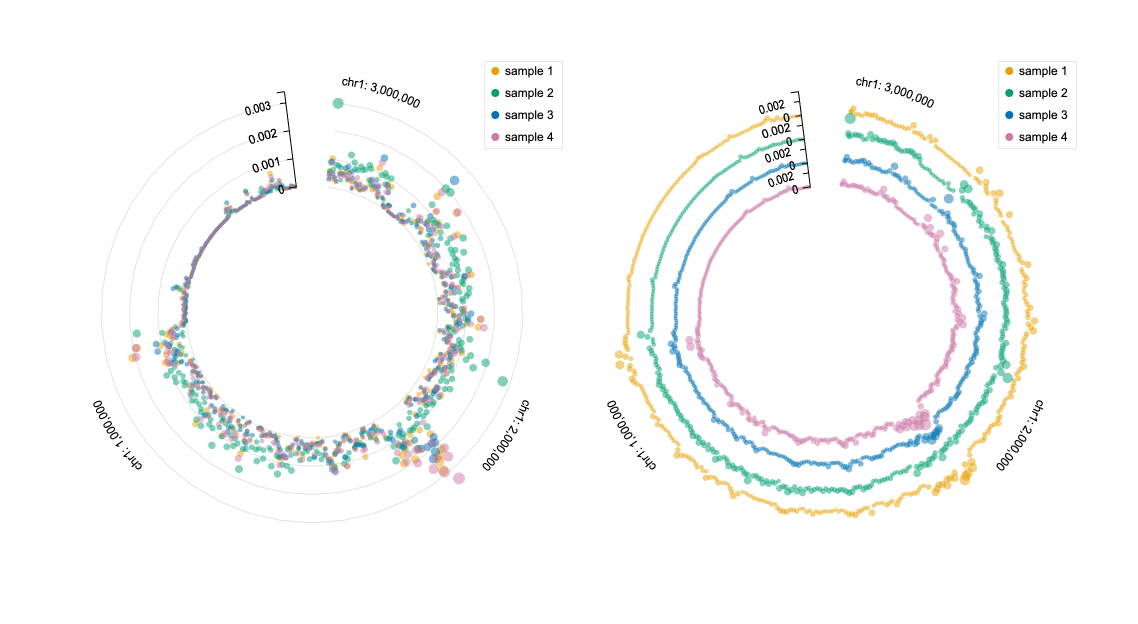 chr1: 3,000,000
0.003
0.002
0.001
0
sample 1
sample 2
sample 3
sample 4
chr1: 1,000,000
chr1: 2,000,000
chr1: 3,000,000
0.002
0
0.002
0
0.002
0
0.002
0
sample 1
sample 2
sample 3
sample 4
chr1: 1,000,000
chr1: 2,000,000